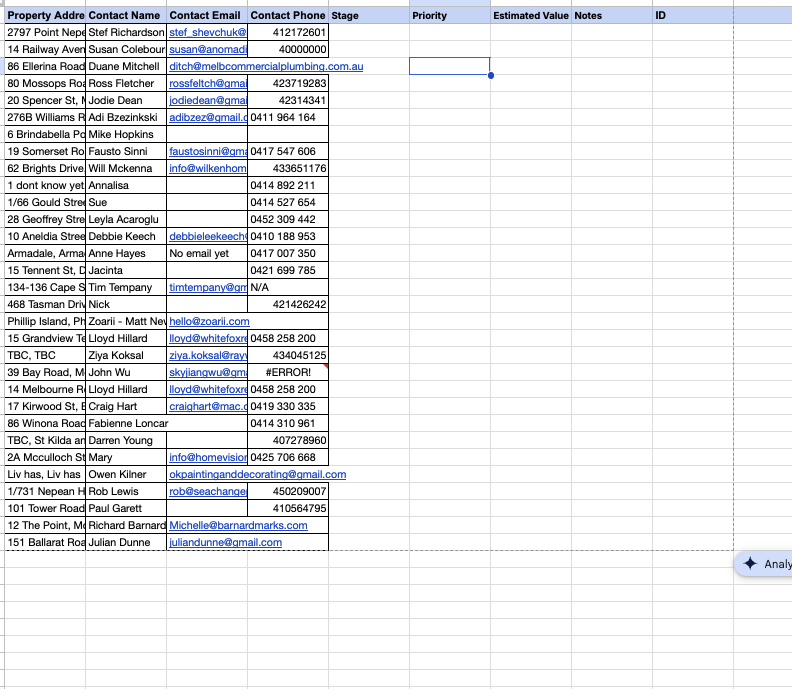 Property Addre Contact Name Contact Email Contact Phone Stage Priority Estimated Value Notes ID
2797 Point Nepe Stef Richardson stef_shevchuk@ 412172601
14 Railway Aven Susan Colebour susan@anomadi 40000000
86 Ellerina Road Duane Mitchell ditch@melbcommercialplumbing.com.au
80 Mossops Roa Ross Fletcher rossfeltch@gmai 423719283
20 Spencer St, M Jodie Dean jodiedean@gmail 42314341
276B Williams R Adi Bzezinkski adibzez@gmail.c 0411 964 164
6 Brindabella Po Mike Hopkins
19 Somerset Ro Fausto Sinni faustosinni@gma 0417 547 606
62 Brights Drive Will Mckenna info@wilkenhom 433651176
1 dont know yet Annalisa 0414 892 211
1/66 Gould Stree Sue 0414 527 654
28 Geoffrey Stre Leyla Acaroglu 0452 309 442
10 Aneldia Stree Debbie Keech debbieleekeech 0410 188 953
Armadale, Arma Anne Hayes No email yet 0417 007 350
15 Tennent St, D Jacinta 0421 699 785
134-136 Cape S Tim Tempany timtempany@gm N/A
468 Tasman Driv Nick 421426242
Phillip Island, Ph Zoarii - Matt Nev hello@zoarii.com
15 Grandview Te Lloyd Hillard lloyd@whitefoxre 0458 258 200
TBC, TBC Ziya Koksal ziya.koksal@rayv 434045125
39 Bay Road, M John Wu skyjiangwu@gma #ERROR!
14 Melbourne R Lloyd Hillard lloyd@whitefoxre 0458 258 200
17 Kirwood St, B Craig Hart craighart@mac.c 0419 330 335
86 Winona Road Fabienne Loncar 0414 310 961
TBC, St Kilda an Darren Young 407278960
2A Mcculloch St Mary info@homevision 0425 706 668
Liv has, Liv has Owen Kilner okpaintinganddecorating@gmail.com
1/731 Nepean H Rob Lewis rob@seachange 450209007
101 Tower Road Paul Garett 410564795
12 The Point, Mo Richard Barnard Michelle@barnardmarks.com
151 Ballarat Roa Julian Dunne juliandunne@gmail.com
Analy